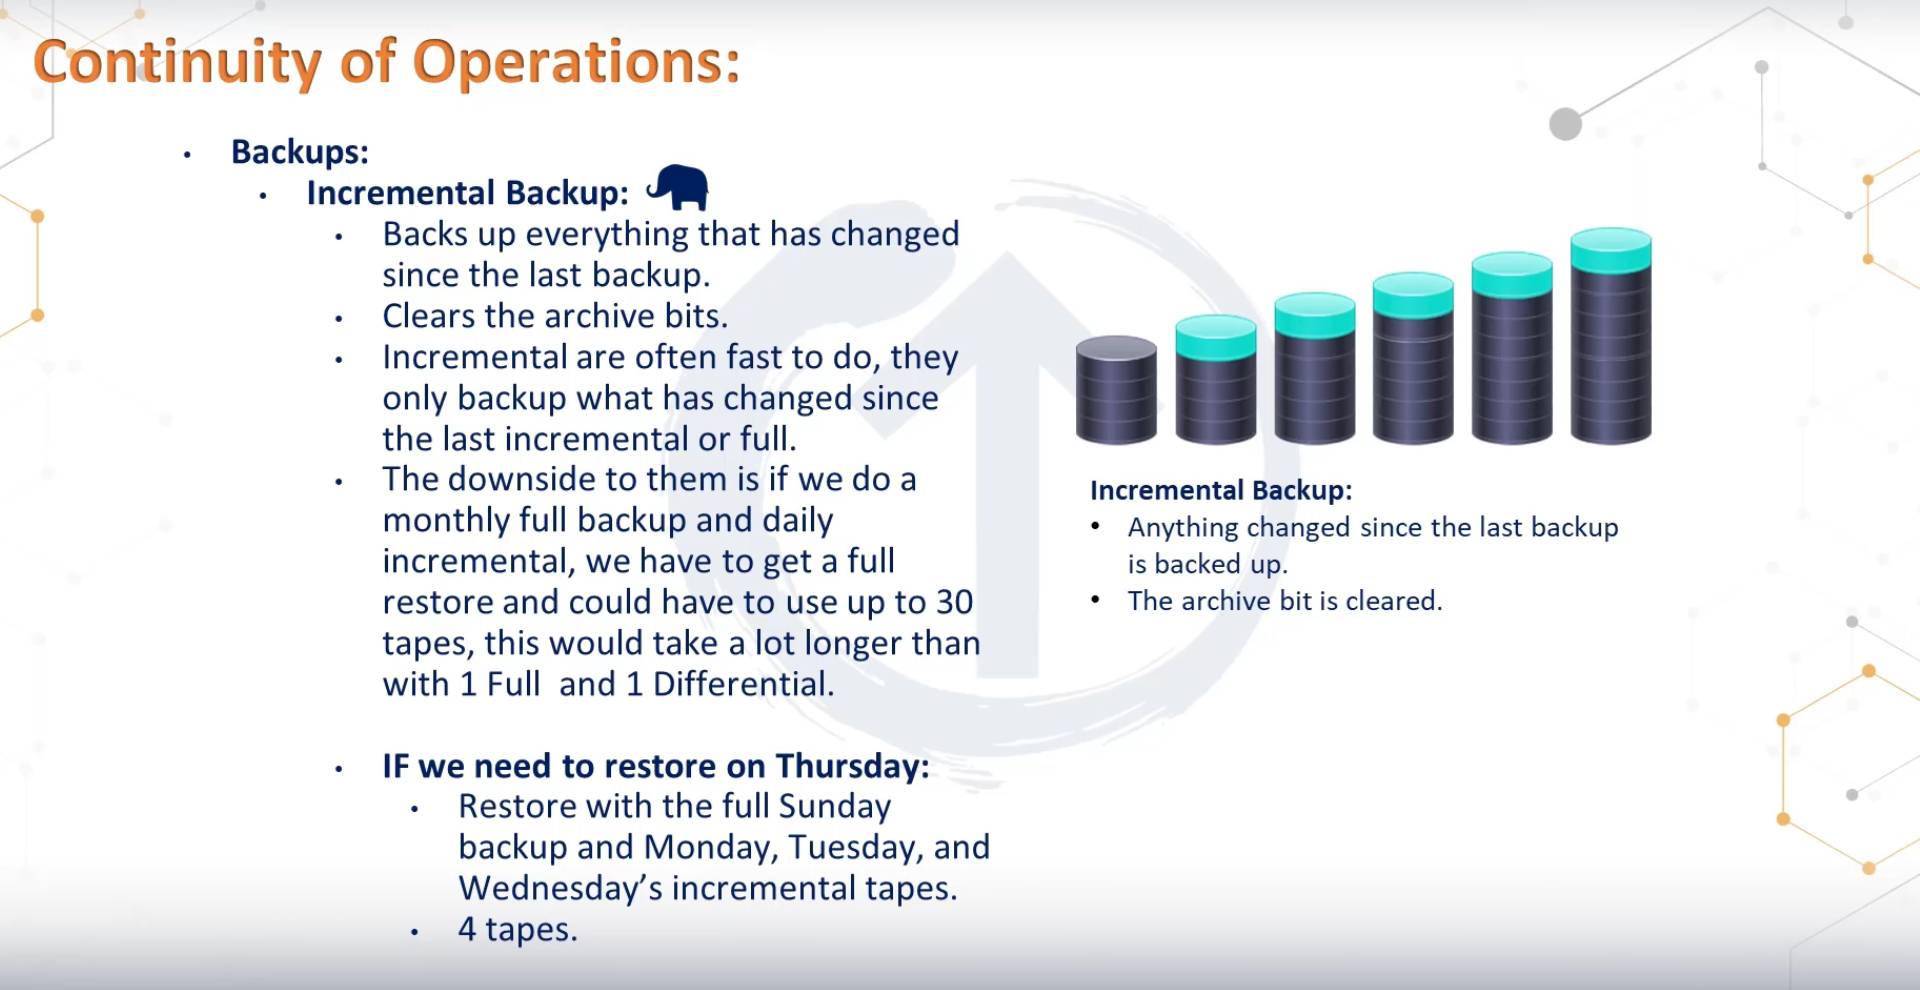 Continuity of Operations:
Backups:
Incremental Backup:
Backs up everything that has changed
since the last backup.
Clears the archive bits.
Incremental are often fast to do, they
only backup what has changed since
the last incremental or full.
The downside to them is if we do a
monthly full backup and daily
incremental, we have to get a full
restore and could have to use up to 30
tapes, this would take a lot longer than
with 1 Full  and 1 Differential.
IF we need to restore on Thursday:
Restore with the full Sunday
backup and Monday, Tuesday, and
Wednesday’s incremental tapes.
4 tapes.
Incremental Backup:
Anything changed since the last backup
is backed up.
The archive bit is cleared.